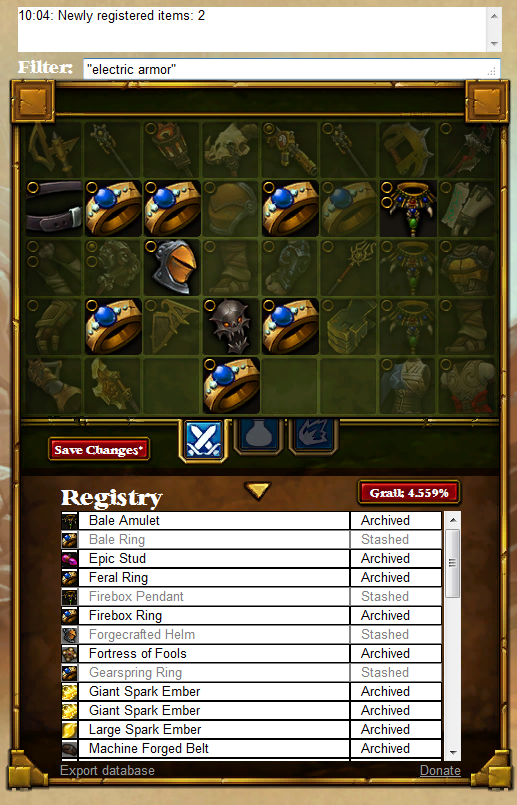 10:04: Newly registered items: 2
Filter: "electric armor"
Save Changes*
Registry
Grail: 4.559%
Bale Amulet Archived
Bale Ring Stashed
Epic Stud Archived
Feral Ring Archived
Firebox Pendant Stashed
Firebox Ring Archived
Forgecrafted Helm Stashed
Fortress of Fools Archived
Gearspring Ring Stashed
Giant Spark Ember Archived
Giant Spark Ember Archived
Large Spark Ember Archived
Machine Forged Belt Archived
Export database Donate